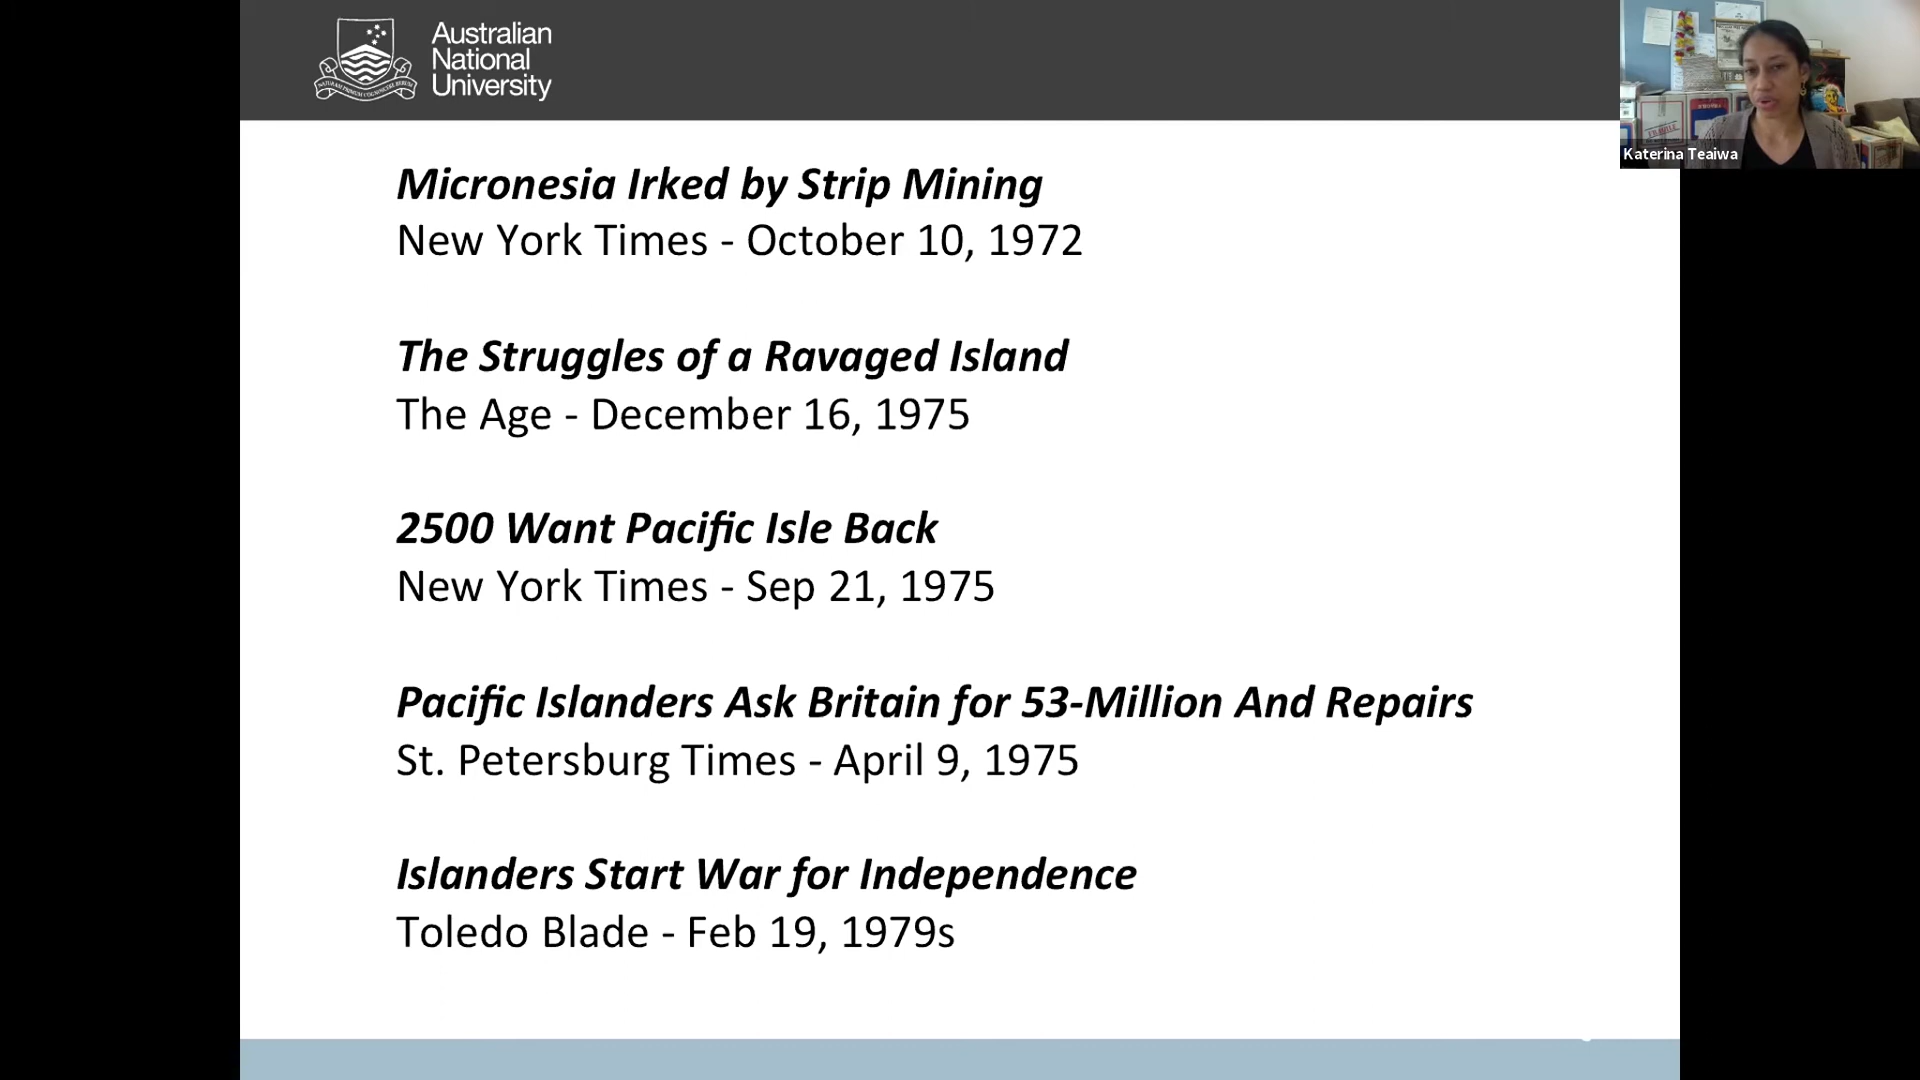 Australian
National
University
Katerina Teaiwa
Micronesia Irked by Strip Mining
New York Times - October 10, 1972
The Struggles of a Ravaged Island
The Age - December 16, 1975
2500 Want Pacific Isle Back
New York Times - Sep 21, 1975
Pacific Islanders Ask Britain for 53-Million And Repairs
St. Petersburg Times - April 9, 1975
Islanders Start War for Independence
Toledo Blade - Feb 19, 1979s